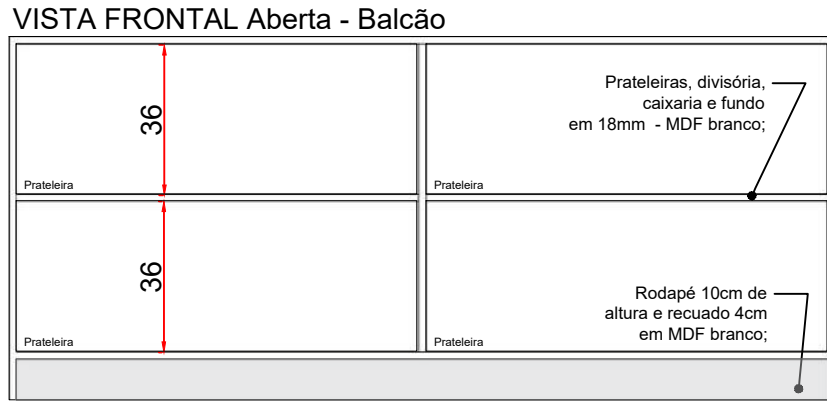 VISTA FRONTAL Aberta - Balcão
36
Prateleiras, divisória,
caixaria e fundo
em 18mm - MDF branco;
Prateleira
Prateleira
36
Rodapé 10cm de
altura e recuado 4cm
em MDF branco;
Prateleira
Prateleira